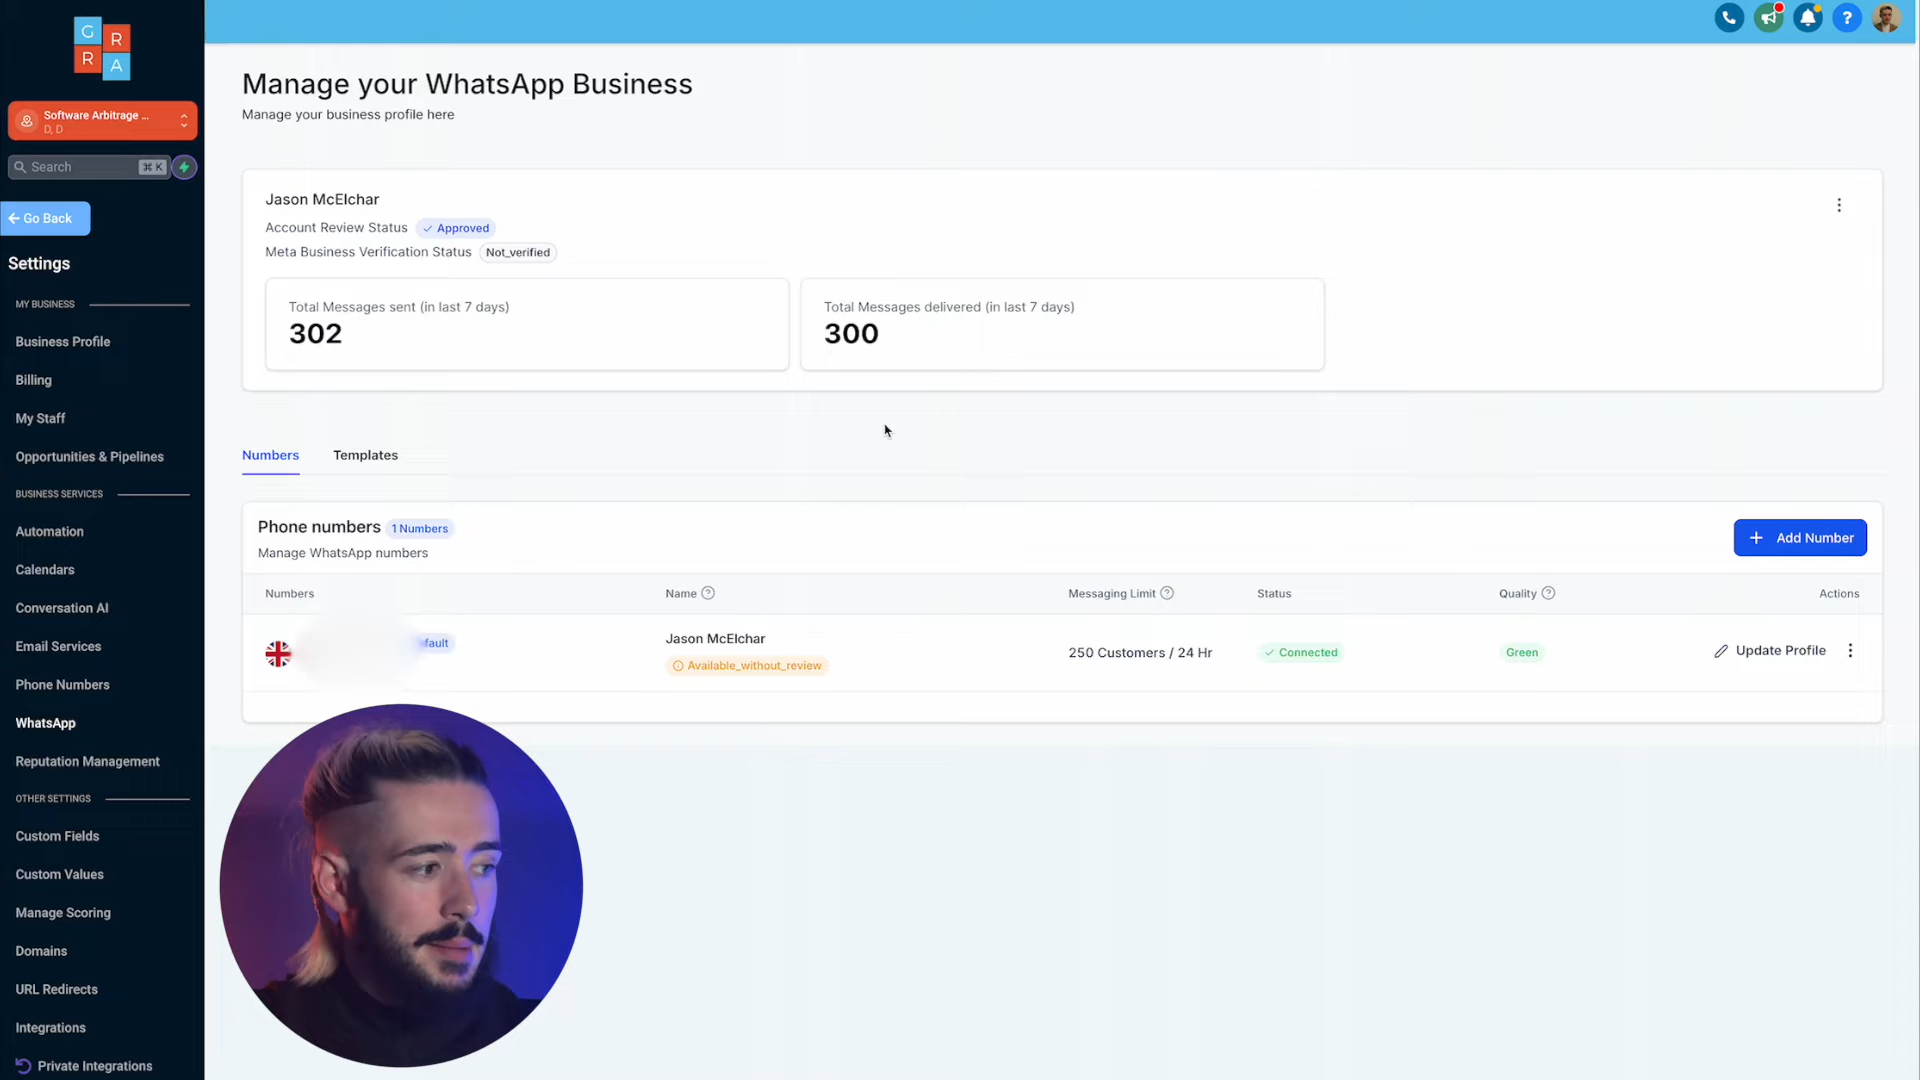 G
R
R
A
Software Arbitrage ...
D, D
Search
⌘ K
Go Back
Settings
MY BUSINESS
Business Profile
Billing
My Staff
Opportunities & Pipelines
BUSINESS SERVICES
Automation
Calendars
Conversation AI
Email Services
Phone Numbers
WhatsApp
Reputation Management
OTHER SETTINGS
Custom Fields
Custom Values
Manage Scoring
Domains
URL Redirects
Integrations
Private Integrations
?
Manage your WhatsApp Business
Manage your business profile here
Jason McElchar
Account Review Status Approved
Meta Business Verification Status Not_verified
Total Messages sent (in last 7 days)
302
Total Messages delivered (in last 7 days)
300
Numbers Templates
Phone numbers 1 Numbers
Manage WhatsApp numbers
+ Add Number
Numbers Name ? Messaging Limit ? Status Quality ? Actions
fault
Jason McElchar
Available_without_review
250 Customers / 24 Hr
Connected
Green
Update Profile